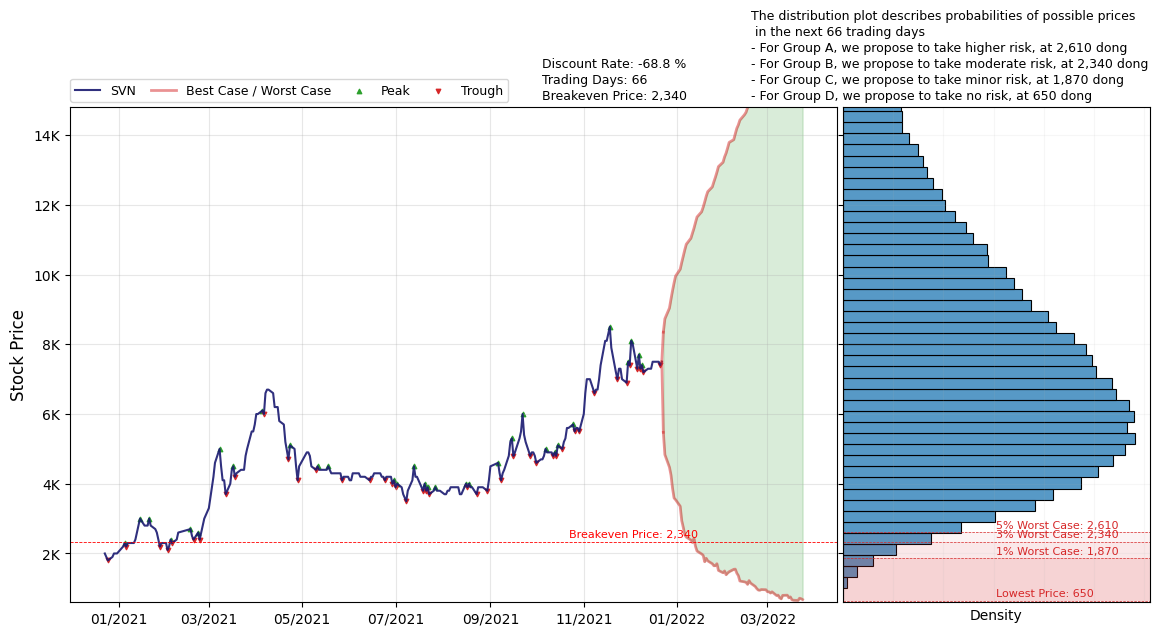 The distribution plot describes probabilities of possible prices
in the next 66 trading days
- For Group A, we propose to take higher risk, at 2,610 dong
- For Group B, we propose to take moderate risk, at 2,340 dong
- For Group C, we propose to take minor risk, at 1,870 dong
- For Group D, we propose to take no risk, at 650 dong
Discount Rate: -68.8 %
Trading Days: 66
Breakeven Price: 2,340
SVN
Best Case / Worst Case
Peak
Trough
Stock Price
14K
12K
10K
8K
6K
4K
2K
Breakeven Price: 2,340
5% Worst Case: 2,610
3% Worst Case: 2,340
1% Worst Case: 1,870
Lowest Price: 650
01/2021
03/2021
05/2021
07/2021
09/2021
11/2021
01/2022
03/2022
Density